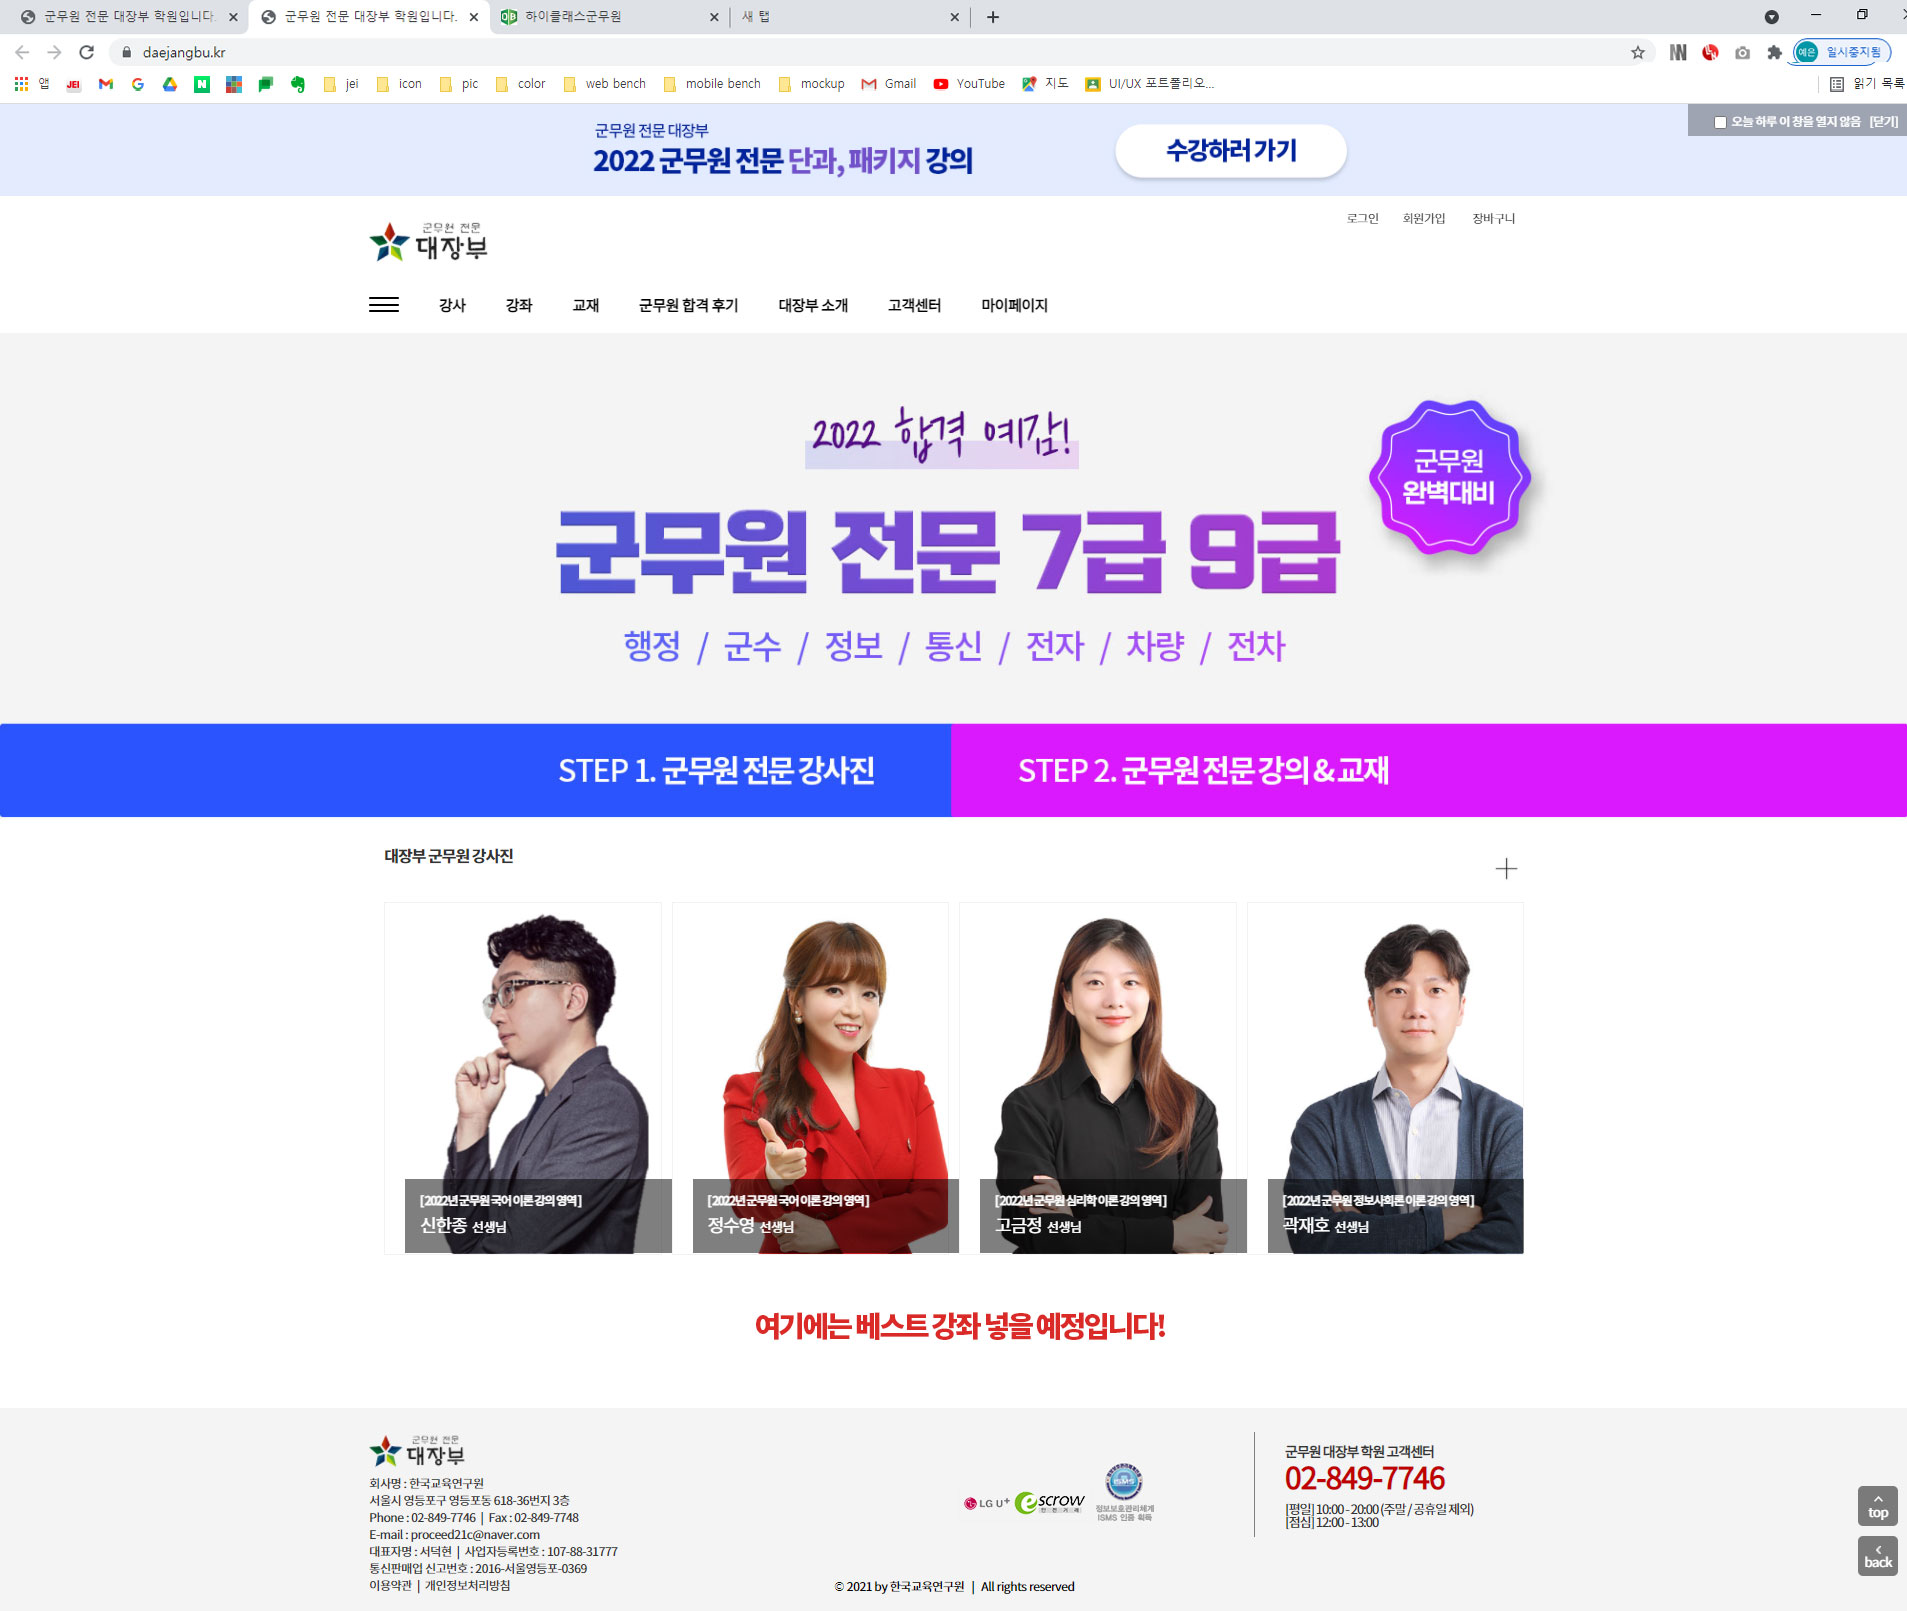 군무원 전문 대장부 학원입니다.
군무원 전문 대장부 학원입니다.
하이클래스군무원
새 탭
daejangbu.kr
예은 일시중지됨
앱 JEI jei icon pic color web bench mobile bench mockup Gmail YouTube 지도 UI/UX 포트폴리오... 읽기 목록
오늘 하루 이 창을 열지 않음 [닫기]
군무원 전문 대장부
2022 군무원 전문 단과, 패키지 강의
수강하러 가기
로그인 회원가입 장바구니
군무원 전문
대장부
강사 강좌 교재 군무원 합격 후기 대장부 소개 고객센터 마이페이지
2022 합격 예감!
군무원
완벽대비
군무원 전문 7급 9급
행정 / 군수 / 정보 / 통신 / 전자 / 차량 / 전차
STEP 1. 군무원 전문 강사진
STEP 2. 군무원 전문 강의 & 교재
대장부 군무원 강사진
[2022년 군무원 국어 이론 강의 영역]
신한종 선생님
[2022년 군무원 국어 이론 강의 영역]
정수영 선생님
[2022년 군무원 심리학 이론 강의 영역]
고금정 선생님
[2022년 군무원 정보사회론 이론 강의 영역]
곽재호 선생님
여기에는 베스트 강좌 넣을 예정입니다!
군무원 전문
대장부
회사명 : 한국교육연구원
서울시 영등포구 영등포동 618-36번지 3층
Phone : 02-849-7746 | Fax : 02-849-7748
E-mail : proceed21c@naver.com
대표자명 : 서덕현 | 사업자등록번호 : 107-88-31777
통신판매업 신고번호 : 2016-서울영등포-0369
이용약관 | 개인정보처리방침
LG U+
escrow
ISMS
정보보호관리체계
ISMS 인증 획득
© 2021 by 한국교육연구원 | All rights reserved
군무원 대장부 학원 고객센터
02-849-7746
[평일] 10:00 - 20:00 (주말 / 공휴일 제외)
[점심] 12:00 - 13:00
top
back